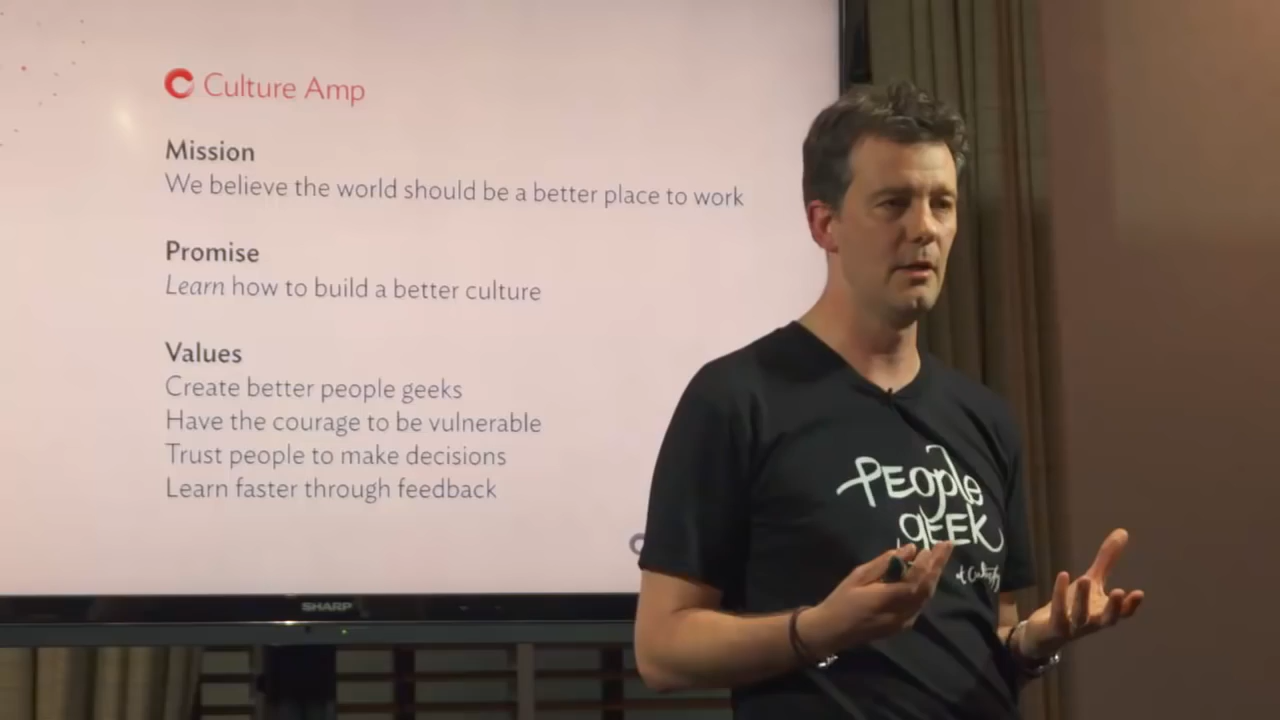 Culture Amp
Mission
We believe the world should be a better place to work
Promise
Learn how to build a better culture
Values
Create better people geeks
Have the courage to be vulnerable
Trust people to make decisions
Learn faster through feedback
SHARP
PEOPLE
GEEK
at